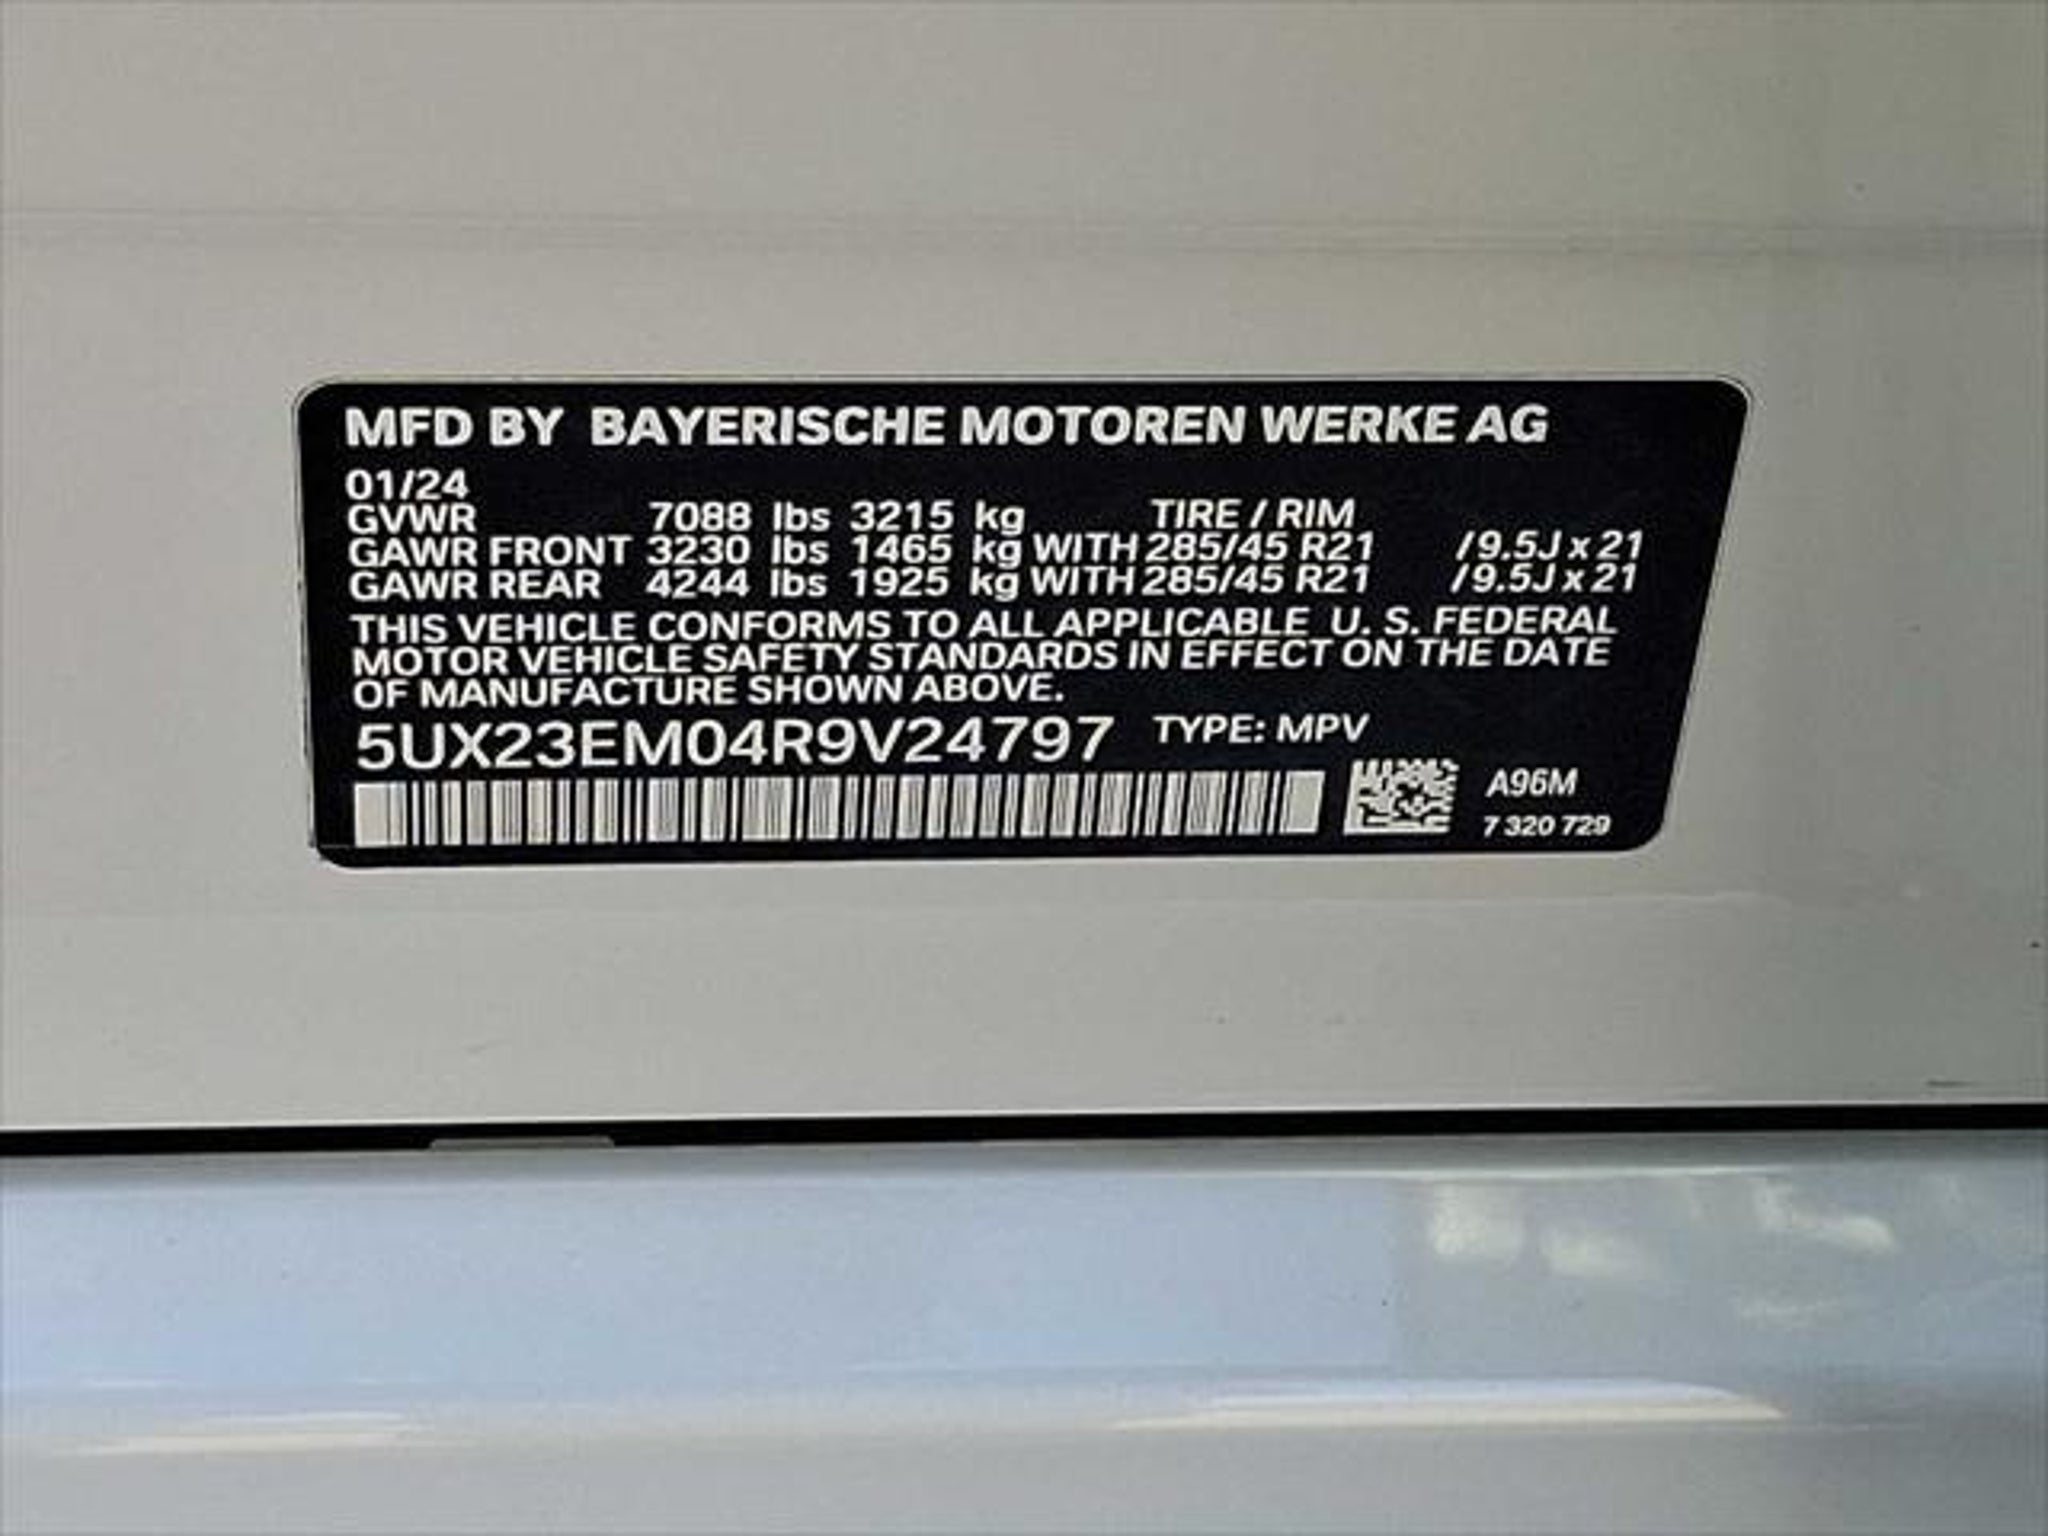 MFD BY BAYERISCHE MOTOREN WERKE AG
01/24
GVWR 7088 lbs 3215 kg TIRE / RIM
GAWR FRONT 3230 lbs 1465 kg WITH 285/45 R21 /9.5J x 21
GAWR REAR 4244 lbs 1925 kg WITH 285/45 R21 /9.5J x 21
THIS VEHICLE CONFORMS TO ALL APPLICABLE U. S. FEDERAL
MOTOR VEHICLE SAFETY STANDARDS IN EFFECT ON THE DATE
OF MANUFACTURE SHOWN ABOVE.
5UX23EM04R9V24797 TYPE: MPV
A96M
7 320 729